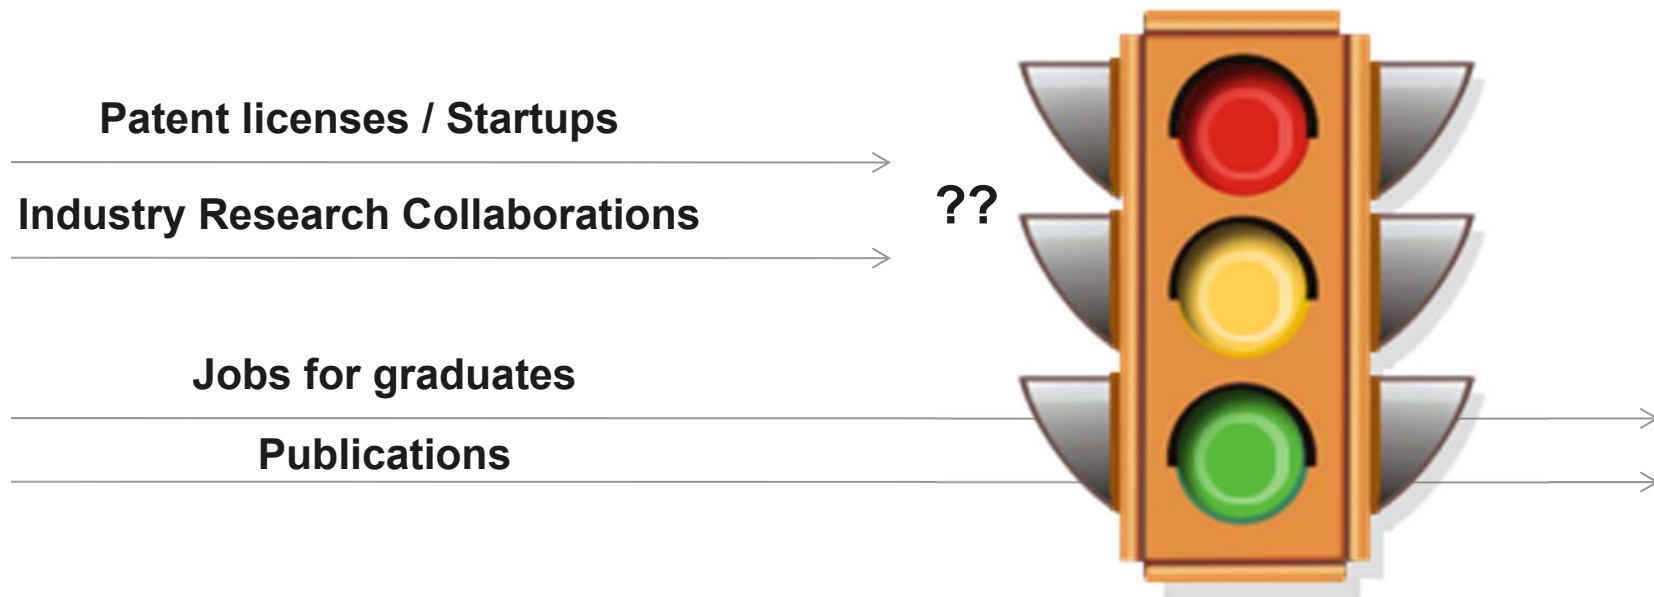 Patent licenses / Startups
Industry Research Collaborations
??
Jobs for graduates
Publications